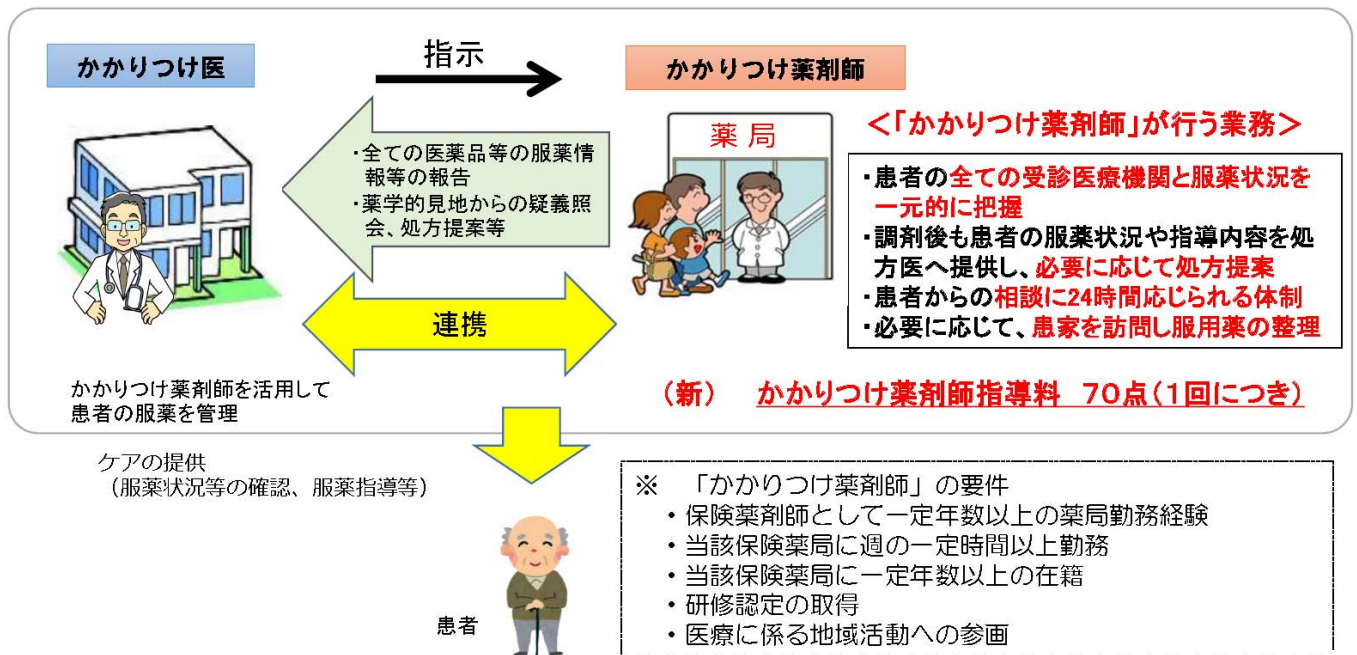 かかりつけ医
指示
かかりつけ薬剤師
・全ての医薬品等の服薬情
報等の報告
・薬学的見地からの疑義照
会、処方提案等
薬局
＜「かかりつけ薬剤師」が行う業務＞
・患者の全ての受診医療機関と服薬状況を
一元的に把握
・調剤後も患者の服薬状況や指導内容を処
方医へ提供し、必要に応じて処方提案
・患者からの相談に24時間応じられる体制
・必要に応じて、患家を訪問し服用薬の整理
連携
かかりつけ薬剤師を活用して
患者の服薬を管理
（新）　かかりつけ薬剤師指導料　70点（1回につき）
ケアの提供
（服薬状況等の確認、服薬指導等）
患者
※　「かかりつけ薬剤師」の要件
・保険薬剤師として一定年数以上の薬局勤務経験
・当該保険薬局に週の一定時間以上勤務
・当該保険薬局に一定年数以上の在籍
・研修認定の取得
・医療に係る地域活動への参画